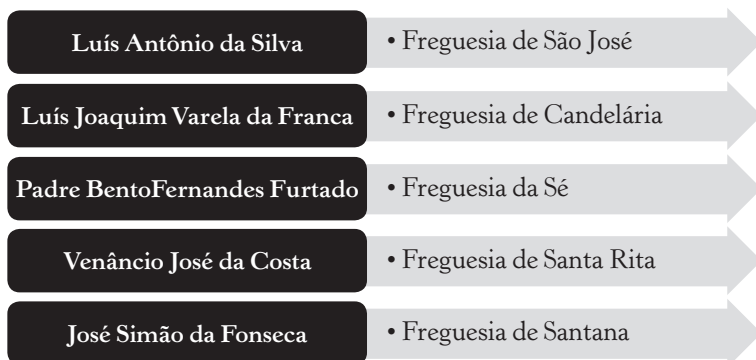 Luís Antônio da Silva • Freguesia de São José
Luís Joaquim Varela da Franca • Freguesia de Candelária
Padre BentoFernandes Furtado • Freguesia da Sé
Venâncio José da Costa • Freguesia de Santa Rita
José Simão da Fonseca • Freguesia de Santana